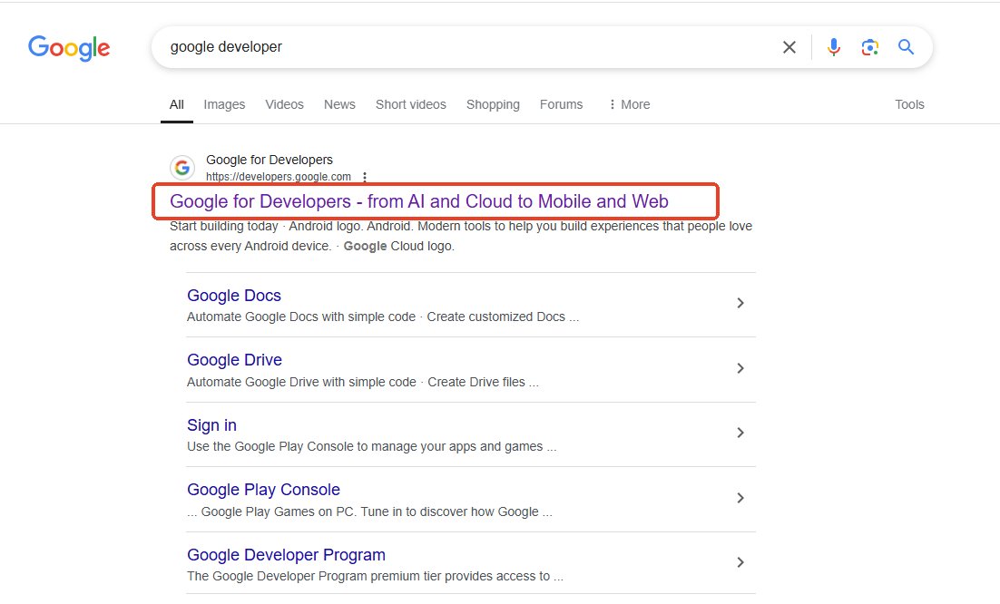 Google
google developer
All Images Videos News Short videos Shopping Forums More Tools
Google for Developers
https://developers.google.com
Google for Developers - from AI and Cloud to Mobile and Web
Start building today · Android logo. Android. Modern tools to help you build experiences that people love
across every Android device. · Google Cloud logo.
Google Docs
Automate Google Docs with simple code · Create customized Docs ...
Google Drive
Automate Google Drive with simple code · Create Drive files ...
Sign in
Use the Google Play Console to manage your apps and games ...
Google Play Console
... Google Play Games on PC. Tune in to discover how Google ...
Google Developer Program
The Google Developer Program premium tier provides access to ...